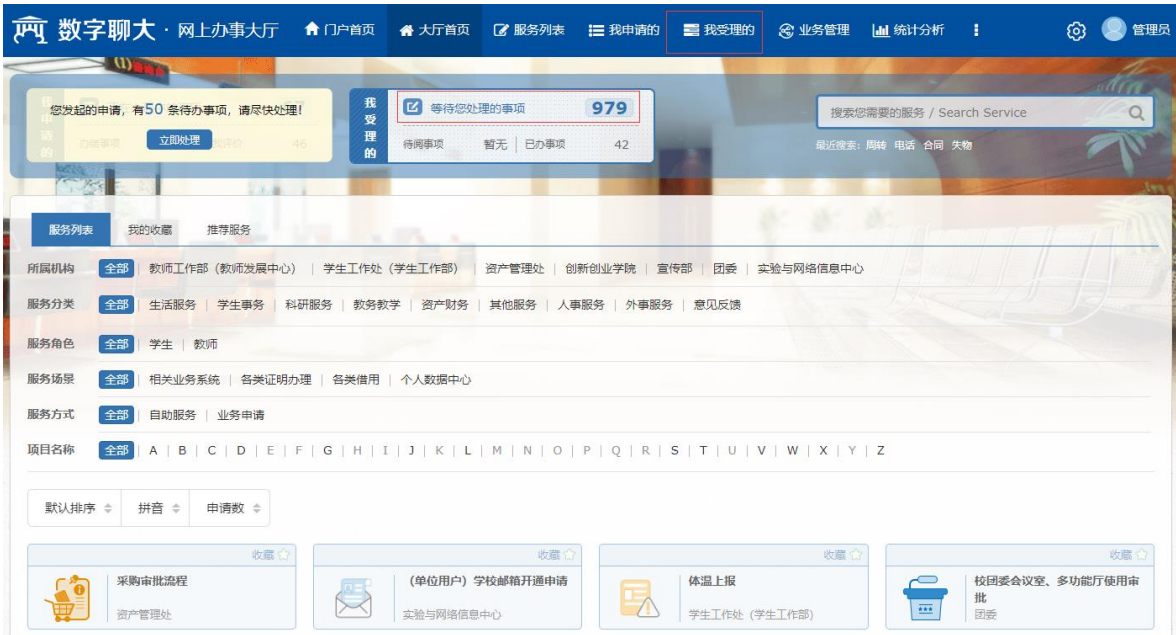 数字聊大 · 网上办事大厅 门户首页 大厅首页 服务列表 我申请的 我受理的 业务管理 统计分析 管理员
您发起的申请，有50 条待办事项，请尽快处理!
立即处理
46
我受理的
等待您处理的事项 979
待阅事项 暂无 已办事项 42
搜索您需要的服务 / Search Service
最近搜索: 周转 电话 合同 失物
服务列表 我的收藏 推荐服务
所属机构 全部 教师工作部（教师发展中心） | 学生工作处（学生工作部） | 资产管理处 | 创新创业学院 | 宣传部 | 团委 | 实验与网络信息中心
服务分类 全部 生活服务 | 学生事务 | 科研服务 | 教务教学 | 资产财务 | 其他服务 | 人事服务 | 外事服务 | 意见反馈
服务角色 全部 学生 | 教师
服务场景 全部 相关业务系统 | 各类证明办理 | 各类借用 | 个人数据中心
服务方式 全部 自助服务 | 业务申请
项目名称 全部 A | B | C | D | E | F | G | H | I | J | K | L | M | N | O | P | Q | R | S | T | U | V | W | X | Y | Z
默认排序 拼音 申请数
收藏 收藏 收藏 收藏
采购审批流程
资产管理处
（单位用户）学校邮箱开通申请
实验与网络信息中心
体温上报
学生工作处（学生工作部）
校团委会议室、多功能厅使用审
批
团委